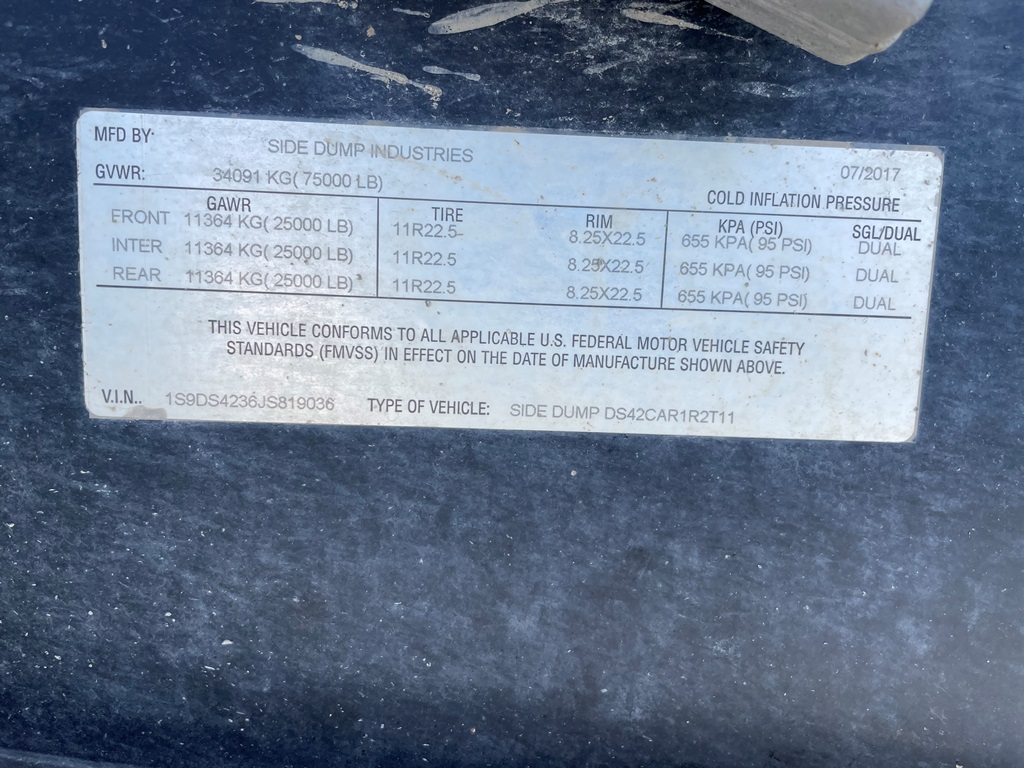 MFD BY: SIDE DUMP INDUSTRIES 07/2017
GVWR: 34091 KG( 75000 LB) COLD INFLATION PRESSURE
GAWR TIRE RIM KPA (PSI) SGL/DUAL
FRONT 11364 KG( 25000 LB) 11R22.5 8.25X22.5 655 KPA( 95 PSI) DUAL
INTER 11364 KG( 25000 LB) 11R22.5 8.25X22.5 655 KPA( 95 PSI) DUAL
REAR 11364 KG( 25000 LB) 11R22.5 8.25X22.5 655 KPA( 95 PSI) DUAL
THIS VEHICLE CONFORMS TO ALL APPLICABLE U.S. FEDERAL MOTOR VEHICLE SAFETY
STANDARDS (FMVSS) IN EFFECT ON THE DATE OF MANUFACTURE SHOWN ABOVE.
V.I.N.. 1S9DS4236JS819036 TYPE OF VEHICLE: SIDE DUMP DS42CAR1R2T11